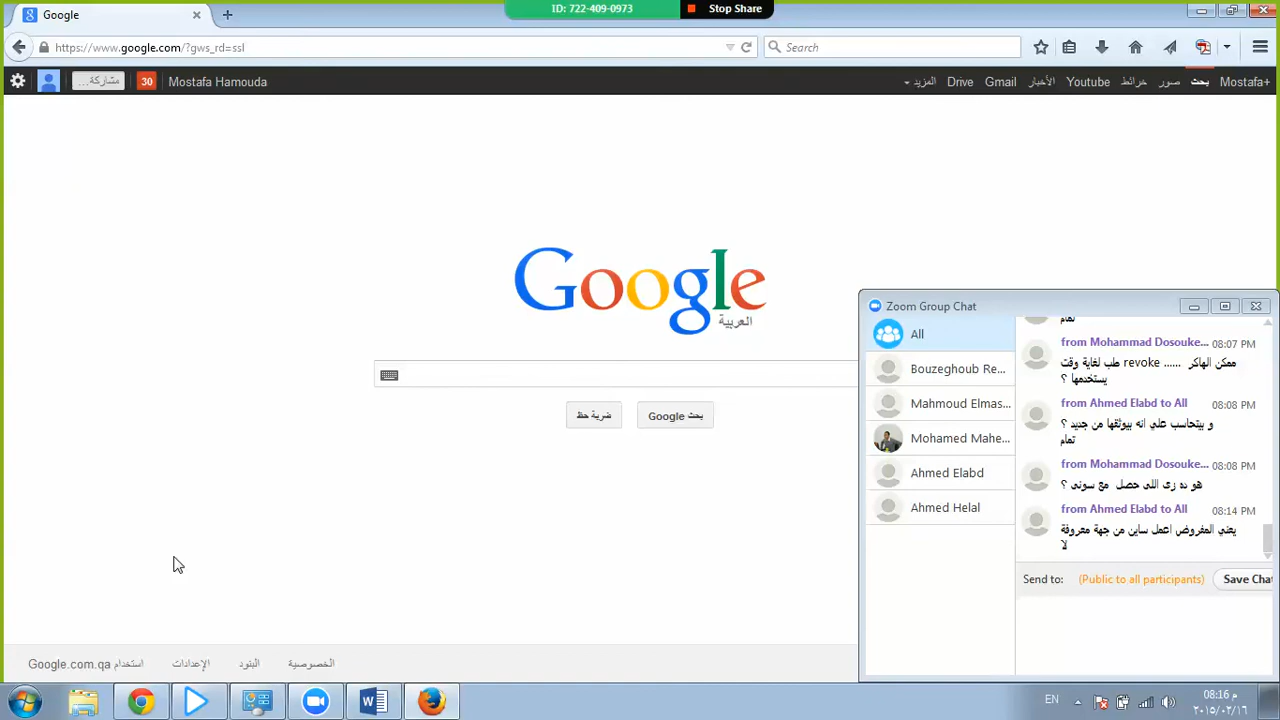 ID: 722-409-0973
Stop Share
Google
https://www.google.com/?gws_rd=ssl
Search
مشاركة...
30
Mostafa Hamouda
Mostafa+
بحث
صور
خرائط
Youtube
الأخبار
Gmail
Drive
المزيد
Google
العربية
بحث Google
ضربة حظ
Google.com.qa
استخدام
الإعدادات
البنود
الخصوصية
Zoom Group Chat
All
Bouzeghoub Re...
Mahmoud Elmas...
Mohamed Mahe...
Ahmed Elabd
Ahmed Helal
تمام
from Mohammad Dosouke... 08:07 PM
طب لغاية وقت revoke ...... ممكن الهاكر
يستخدمها ؟
from Ahmed Elabd to All 08:08 PM
و بيتحاسب علي انه بيوثقها من جديد ؟
تمام
from Mohammad Dosouke... 08:08 PM
هو ده زى اللى حصل مع سونى ؟
from Ahmed Elabd to All 08:14 PM
يعني المفروض اعمل ساين من جهة معروفة
لا
Send to: (Public to all participants) Save Chat
EN
08:16 م
٢٠١٥/٠٢/١٦